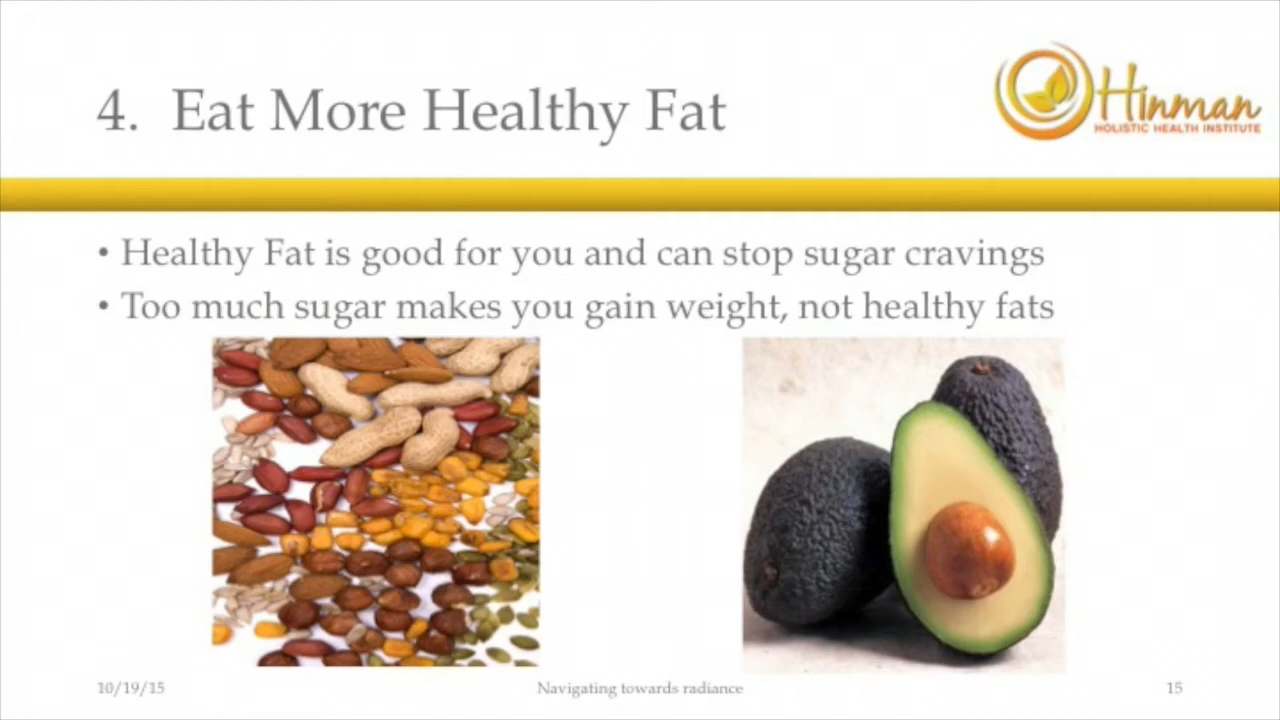 4. Eat More Healthy Fat
Hinman
HOLISTIC HEALTH INSTITUTE
• Healthy Fat is good for you and can stop sugar cravings
• Too much sugar makes you gain weight, not healthy fats
10/19/15
Navigating towards radiance
15